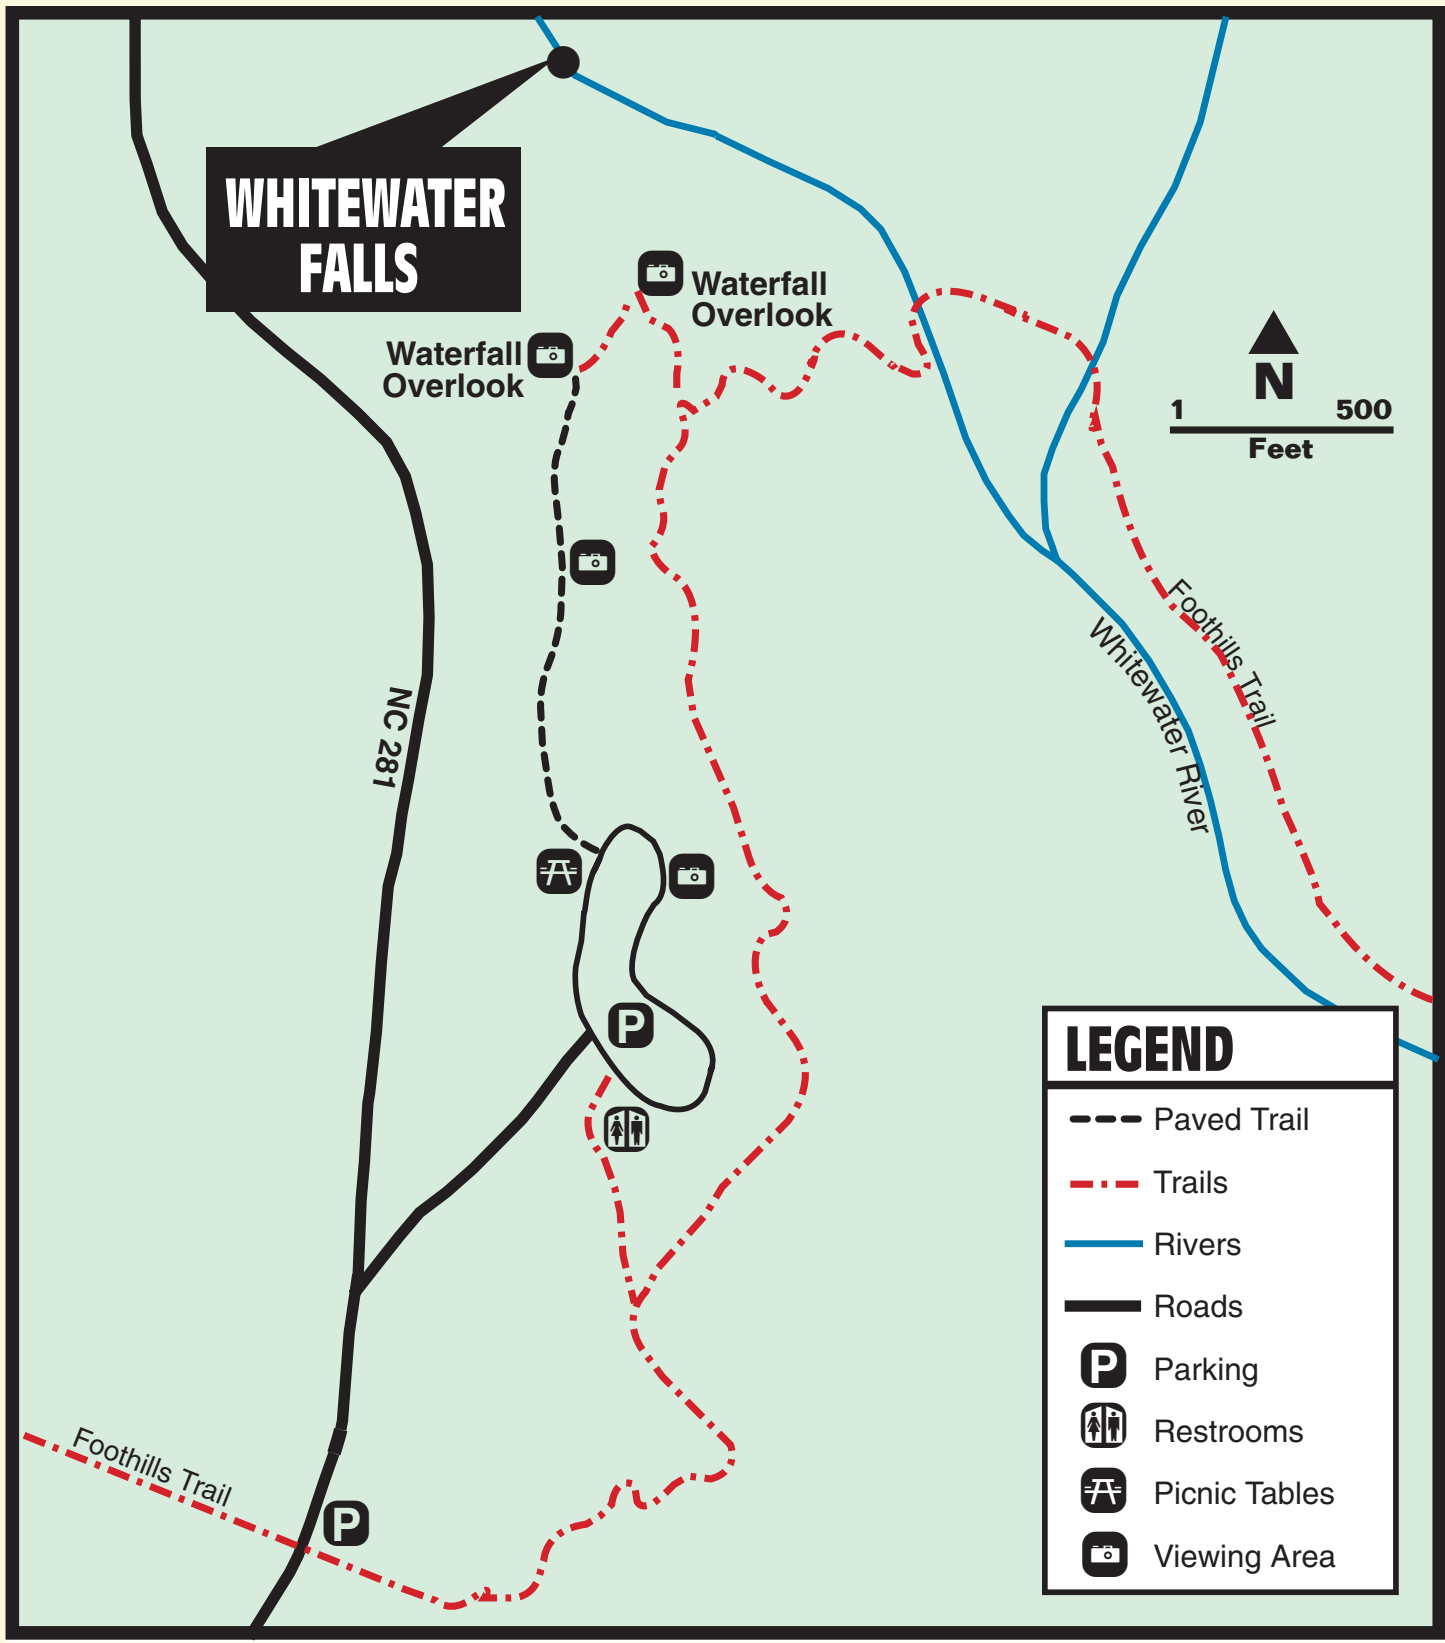 WHITEWATER
FALLS
Waterfall
Overlook
Waterfall
Overlook
N
1 500
Feet
Foothills Trail
Whitewater River
NC 281
P
LEGEND
Paved Trail
Trails
Rivers
Roads
P Parking
Restrooms
Picnic Tables
Viewing Area
Foothills Trail
P